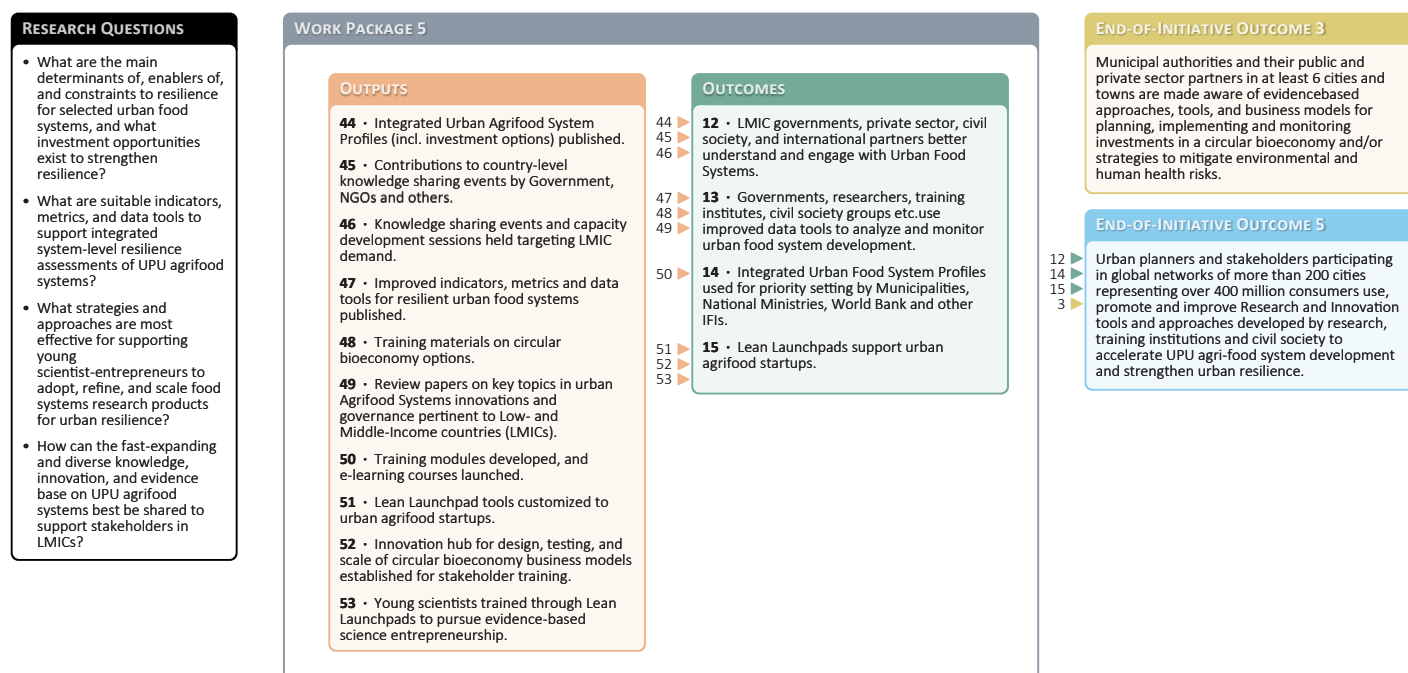 RESEARCH QUESTIONS
• What are the main
determinants of, enablers of,
and constraints to resilience
for selected urban food
systems, and what
investment opportunities
exist to strengthen
resilience?
• What are suitable indicators,
metrics, and data tools to
support integrated
system-level resilience
assessments of UPU agrifood
systems?
• What strategies and
approaches are most
effective for supporting
young
scientist-entrepreneurs to
adopt, refine, and scale food
systems research products
for urban resilience?
• How can the fast-expanding
and diverse knowledge,
innovation, and evidence
base on UPU agrifood
systems best be shared to
support stakeholders in
LMICs?
WORK PACKAGE 5
OUTPUTS
44 · Integrated Urban Agrifood System
Profiles (incl. investment options) published.
45 · Contributions to country-level
knowledge sharing events by Government,
NGOs and others.
46 · Knowledge sharing events and capacity
development sessions held targeting LMIC
demand.
47 · Improved indicators, metrics and data
tools for resilient urban food systems
published.
48 · Training materials on circular
bioeconomy options.
49 · Review papers on key topics in urban
Agrifood Systems innovations and
governance pertinent to Low- and
Middle-Income countries (LMICs).
50 · Training modules developed, and
e-learning courses launched.
51 · Lean Launchpad tools customized to
urban agrifood startups.
52 · Innovation hub for design, testing, and
scale of circular bioeconomy business models
established for stakeholder training.
53 · Young scientists trained through Lean
Launchpads to pursue evidence-based
science entrepreneurship.
44
45
46
47
48
49
50
51
52
53
OUTCOMES
12 · LMIC governments, private sector, civil
society, and international partners better
understand and engage with Urban Food
Systems.
13 · Governments, researchers, training
institutes, civil society groups etc.use
improved data tools to analyze and monitor
urban food system development.
14 · Integrated Urban Food System Profiles
used for priority setting by Municipalities,
National Ministries, World Bank and other
IFIs.
15 · Lean Launchpads support urban
agrifood startups.
END-OF-INITIATIVE OUTCOME 3
Municipal authorities and their public and
private sector partners in at least 6 cities and
towns are made aware of evidencebased
approaches, tools, and business models for
planning, implementing and monitoring
investments in a circular bioeconomy and/or
strategies to mitigate environmental and
human health risks.
12
14
15
3
END-OF-INITIATIVE OUTCOME 5
Urban planners and stakeholders participating
in global networks of more than 200 cities
representing over 400 million consumers use,
promote and improve Research and Innovation
tools and approaches developed by research,
training institutions and civil society to
accelerate UPU agri-food system development
and strengthen urban resilience.